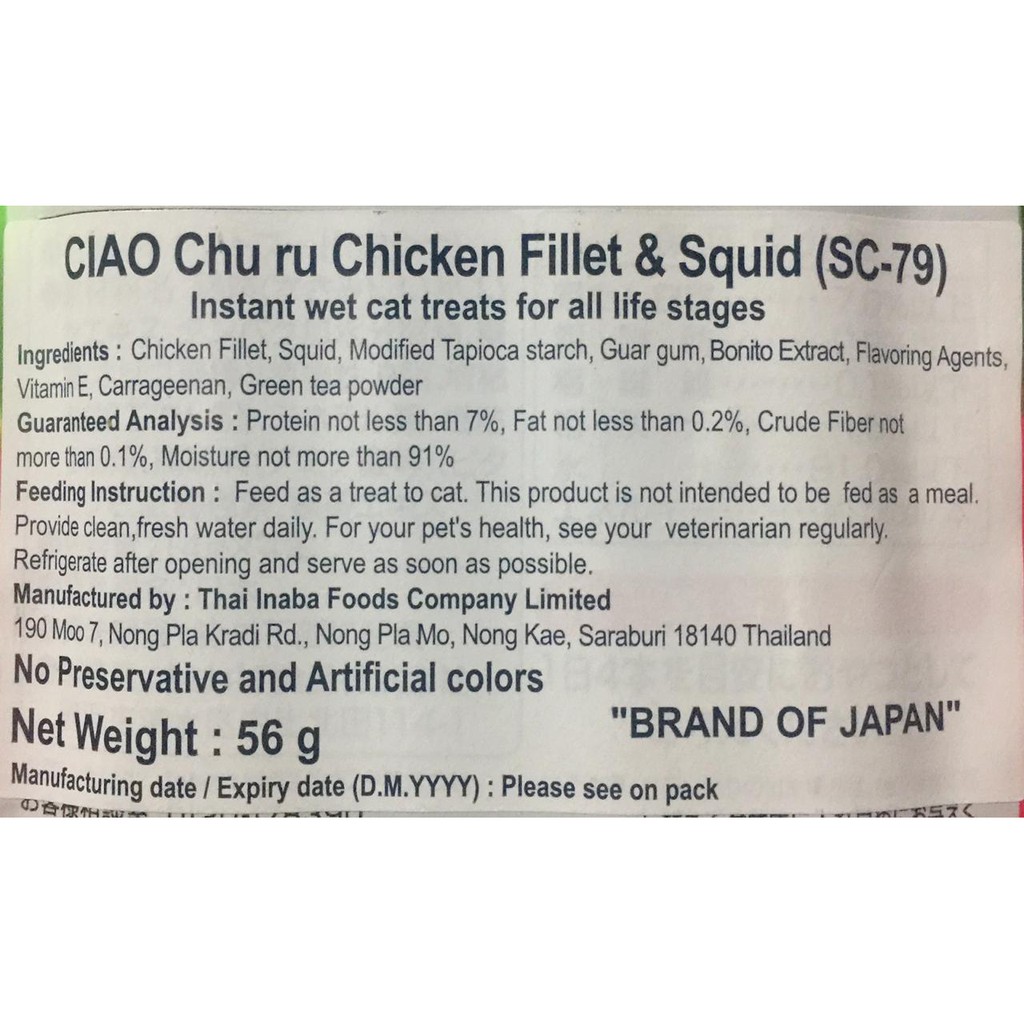 CIAO Chu ru Chicken Fillet & Squid (SC-79)
Instant wet cat treats for all life stages
Ingredients : Chicken Fillet, Squid, Modified Tapioca starch, Guar gum, Bonito Extract, Flavoring Agents,
Vitamin E, Carrageenan, Green tea powder
Guaranteed Analysis : Protein not less than 7%, Fat not less than 0.2%, Crude Fiber not
more than 0.1%, Moisture not more than 91%
Feeding Instruction : Feed as a treat to cat. This product is not intended to be fed as a meal.
Provide clean,fresh water daily. For your pet's health, see your veterinarian regularly.
Refrigerate after opening and serve as soon as possible.
Manufactured by : Thai Inaba Foods Company Limited
190 Moo 7, Nong Pla Kradi Rd., Nong Pla Mo, Nong Kae, Saraburi 18140 Thailand
No Preservative and Artificial colors
Net Weight : 56 g
"BRAND OF JAPAN"
Manufacturing date / Expiry date (D.M.YYYY) : Please see on pack